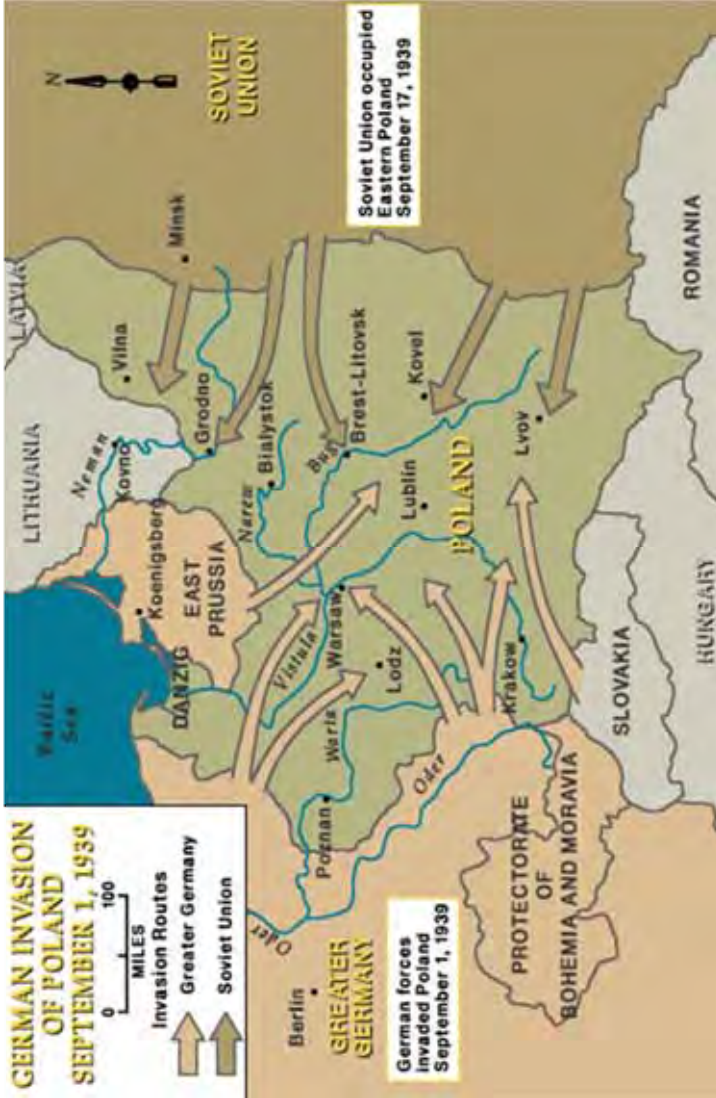 GERMAN INVASION
OF POLAND
SEPTEMBER 1, 1939
0 100
MILES
Invasion Routes
Greater Germany
Soviet Union
N
Baltic
Sea
LATVIA
LITHUANIA
Neman
Kovno
Vilna
Minsk
SOVIET
UNION
Koenigsberg
EAST
PRUSSIA
DANZIG
Grodno
Bialystok
Narew
Bug
Brest-Litovsk
Soviet Union occupied
Eastern Poland
September 17, 1939
Vistula
Warsaw
Berlin
Oder
Poznan
Warta
Lodz
Lublin
Kovel
POLAND
GREATER
GERMANY
German forces
invaded Poland
September 1, 1939
Oder
Krakow
Lvov
PROTECTORATE
OF
BOHEMIA AND MORAVIA
SLOVAKIA
HUNGARY
ROMANIA